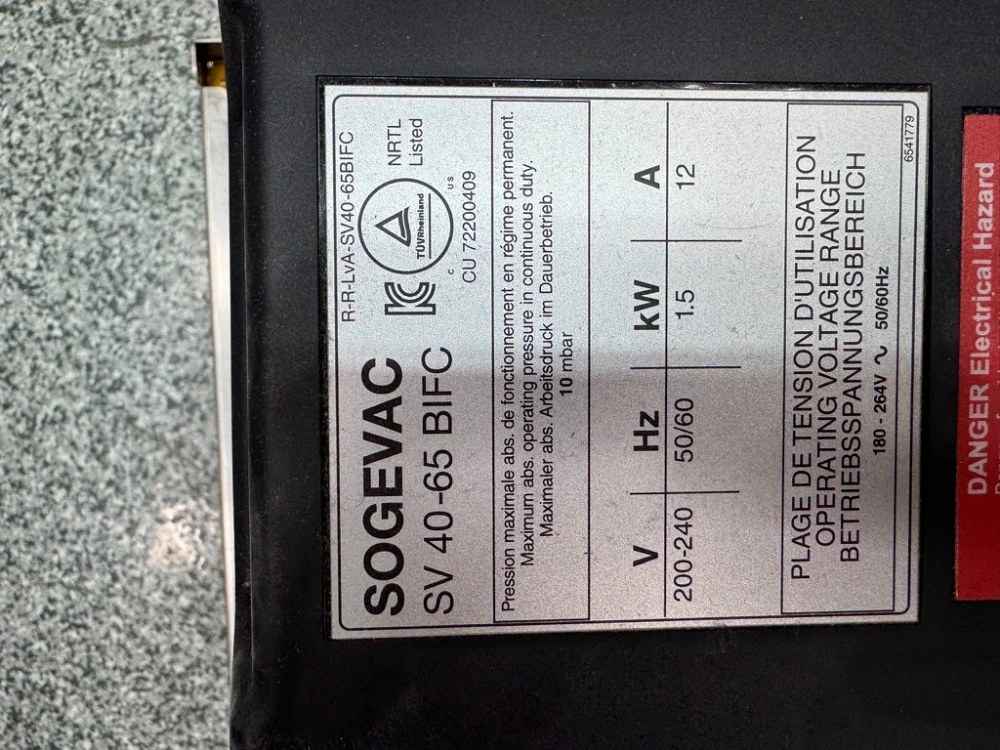 R-R-LvA-SV40-65BIFC
SOGEVAC
SV 40-65 BIFC
TÜVRheinland
c us
NRTL
Listed
CU 72200409
Pression maximale abs. de fonctionnement en régime permanent.
Maximum abs. operating pressure in continuous duty.
Maximaler abs. Arbeitsdruck im Dauerbetrieb.
10 mbar
V Hz kW A
200-240 50/60 1.5 12
PLAGE DE TENSION D'UTILISATION
OPERATING VOLTAGE RANGE
BETRIEBSSPANNUNGSBEREICH
180 - 264V ∿ 50/60Hz
6541779
DANGER Electrical Hazard